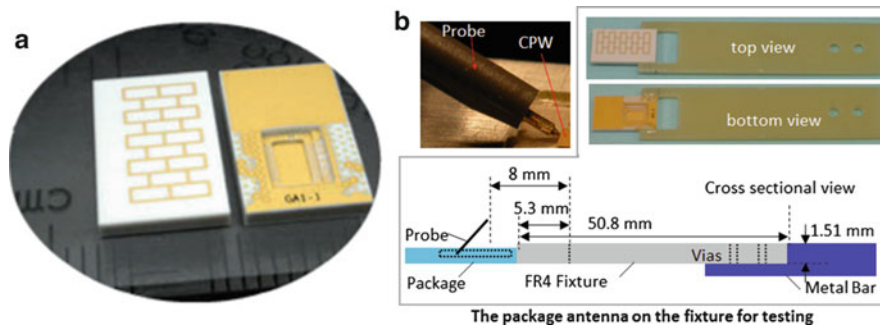 a
cm
GA1-1
b
Probe
CPW
top view
bottom view
8 mm
Cross sectional view
5.3 mm
50.8 mm
1.51 mm
Probe
Package
FR4 Fixture
Vias
Metal Bar
The package antenna on the fixture for testing